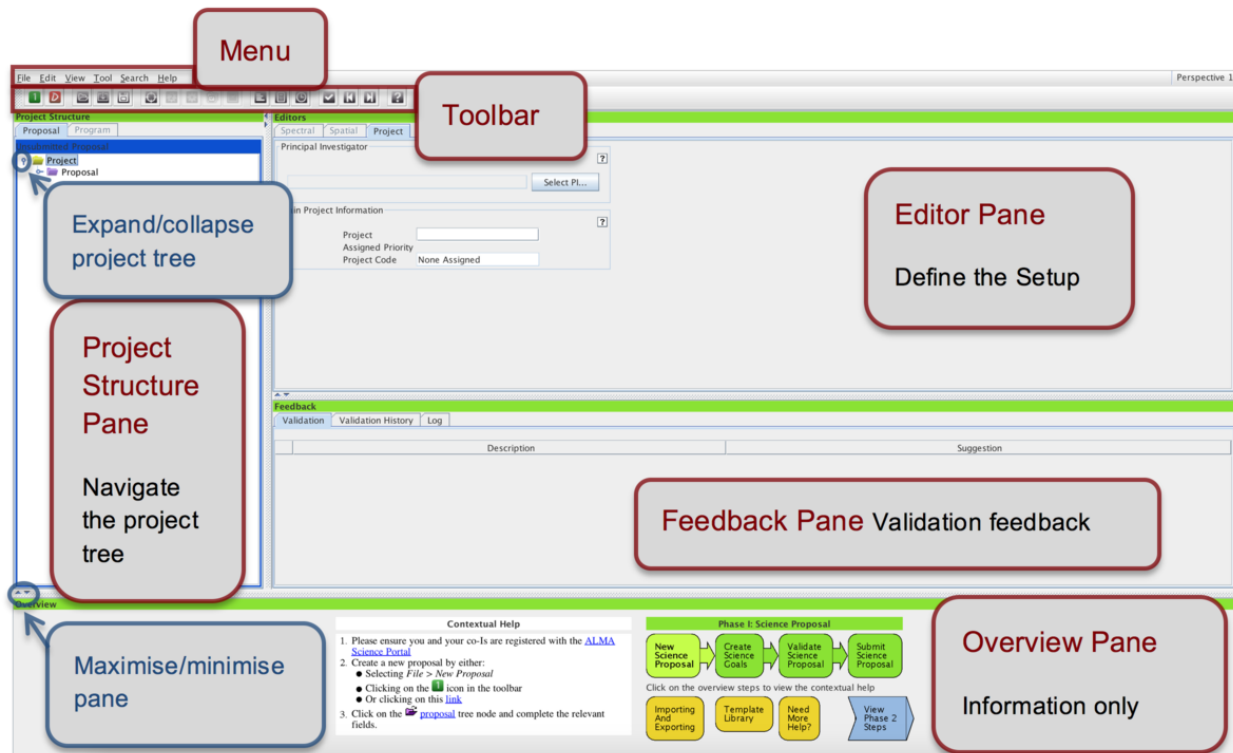 Menu
File Edit View Tool Search Help
Perspective 1
Toolbar
Project Structure
Proposal Program
Unsubmitted Proposal
Project
Proposal
Expand/collapse
project tree
Project
Structure
Pane
Navigate
the project
tree
Editors
Spectral Spatial Project
Principal Investigator
?
Select PI...
in Project Information
?
Project
Assigned Priority
Project Code None Assigned
Editor Pane
Define the Setup
Feedback
Validation Validation History Log
Description Suggestion
Feedback Pane Validation feedback
Overview
Maximise/minimise
pane
Contextual Help
1. Please ensure you and your co-Is are registered with the ALMA
Science Portal
2. Create a new proposal by either:
● Selecting File > New Proposal
● Clicking on the 1 icon in the toolbar
● Or clicking on this link
3. Click on the proposal tree node and complete the relevant
fields.
Phase I: Science Proposal
New
Science
Proposal
Create
Science
Goals
Validate
Science
Proposal
Submit
Science
Proposal
Click on the overview steps to view the contextual help
Importing
And
Exporting
Template
Library
Need
More
Help?
View
Phase 2
Steps
Overview Pane
Information only